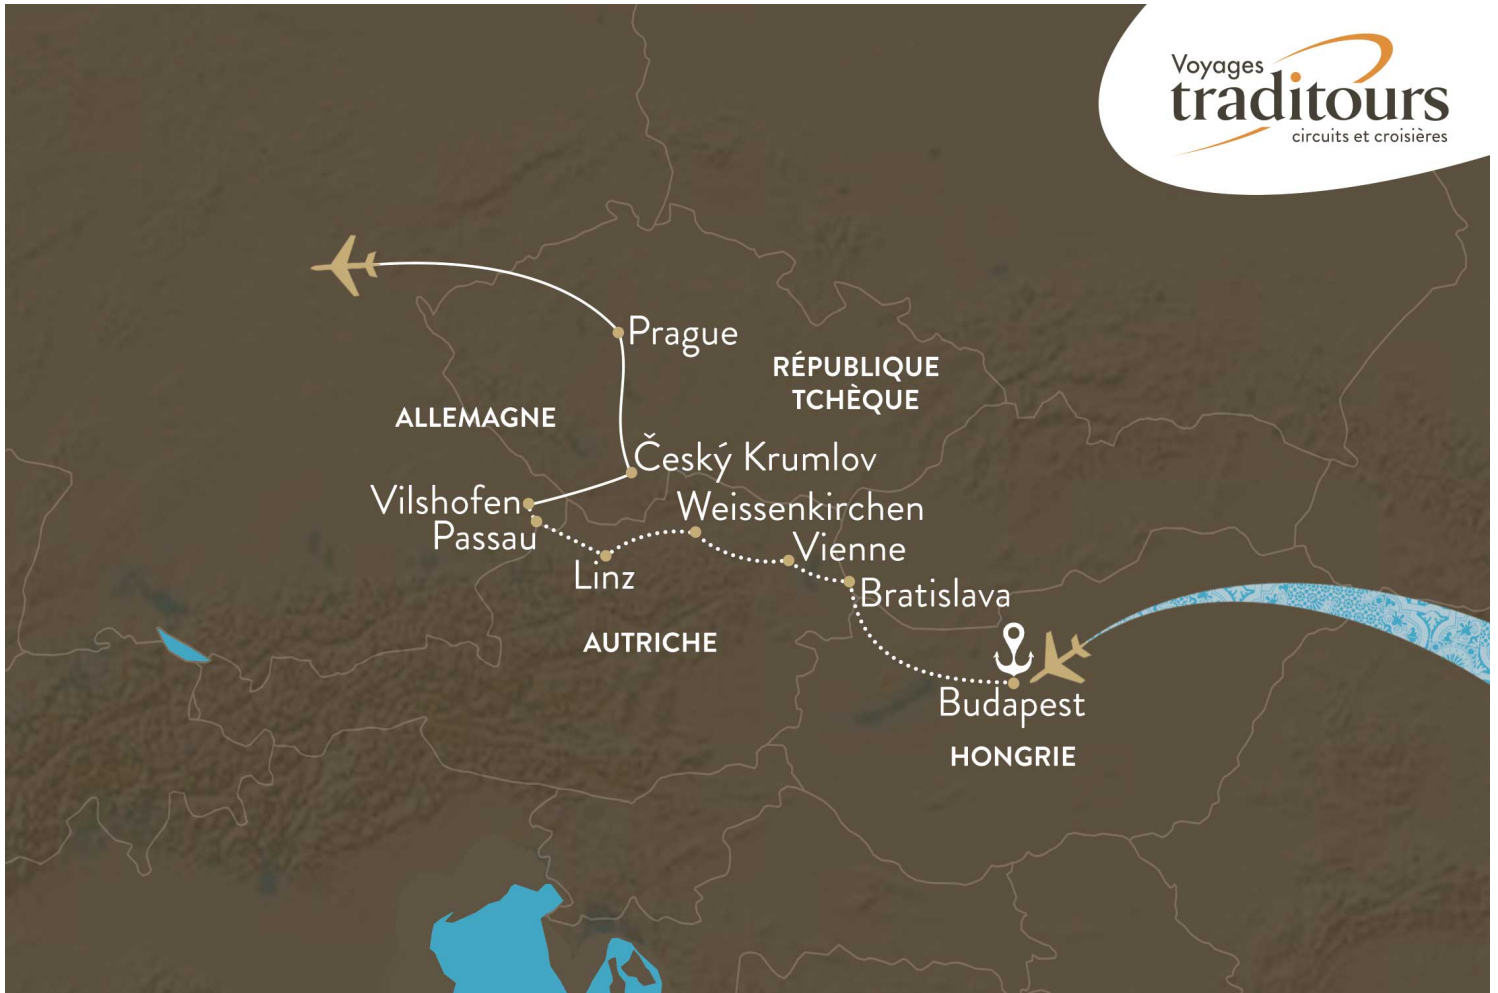 Voyages
traditours
circuits et croisières
Prague
RÉPUBLIQUE
TCHÈQUE
ALLEMAGNE
Český Krumlov
Vilshofen
Weissenkirchen
Passau
Vienne
Linz
Bratislava
AUTRICHE
Budapest
HONGRIE